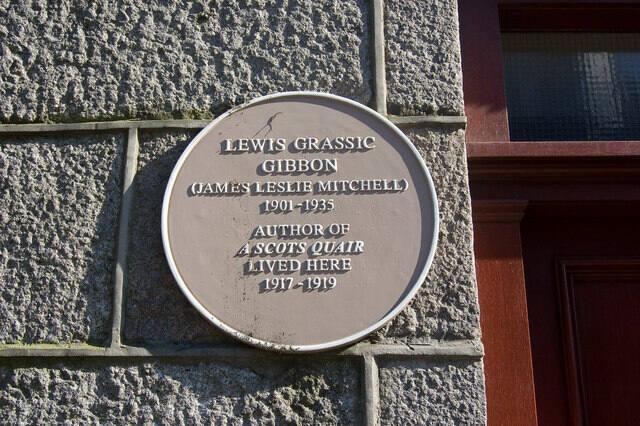 LEWIS GRASSIC
GIBBON
(JAMES LESLIE MITCHELL)
1901-1935
AUTHOR OF
A SCOTS QUAIR
LIVED HERE
1917-1919